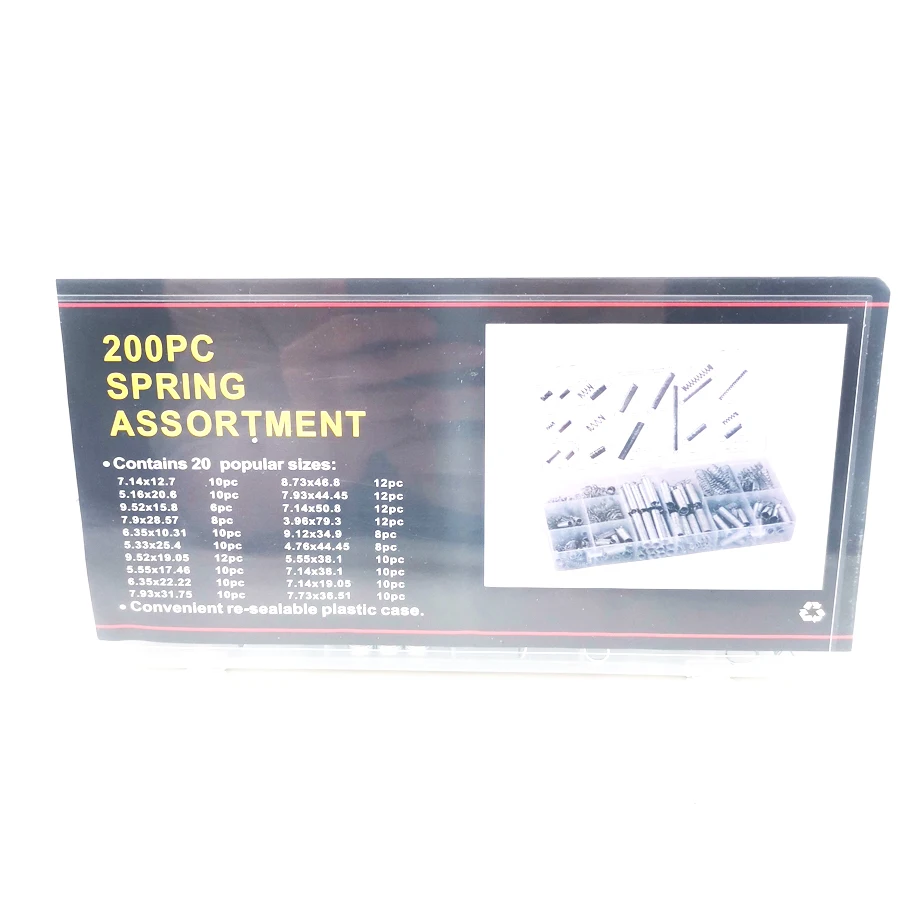 200PC
SPRING
ASSORTMENT
• Contains 20 popular sizes:
7.14x12.7 10pc 8.73x46.8 12pc
5.16x20.6 10pc 7.93x44.45 12pc
9.52x15.8 6pc 7.14x50.8 12pc
7.9x28.57 8pc 3.96x79.3 12pc
6.35x10.31 10pc 9.12x34.9 8pc
5.33x25.4 10pc 4.76x44.45 8pc
9.52x19.05 12pc 5.55x38.1 10pc
5.55x17.46 10pc 7.14x38.1 10pc
6.35x22.22 10pc 7.14x19.05 10pc
7.93x31.75 10pc 7.73x36.51 10pc
• Convenient re-sealable plastic case.